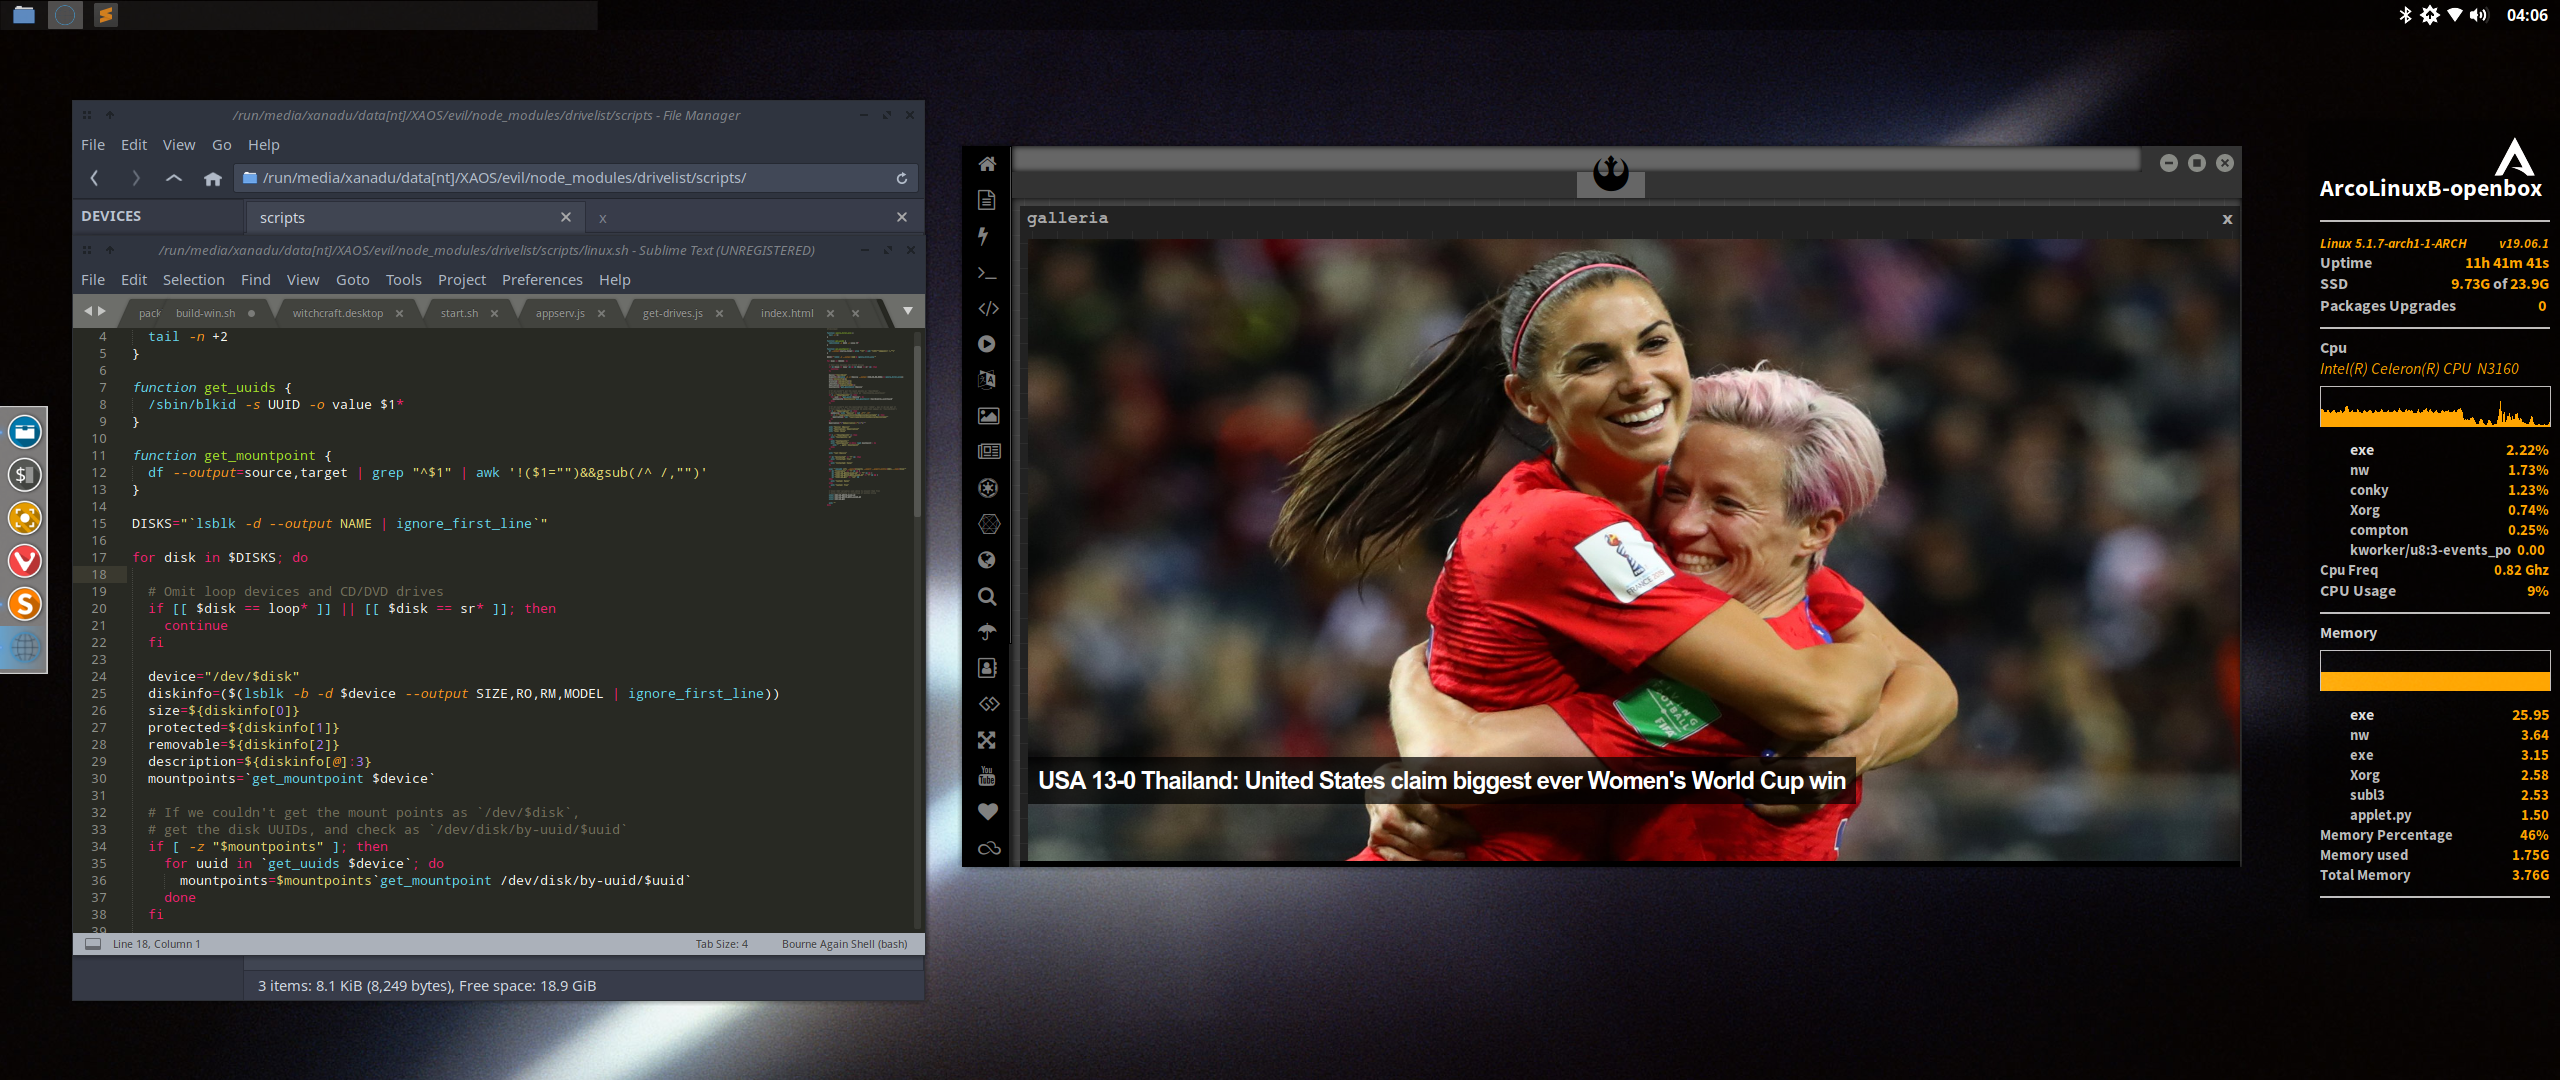 04:06
/run/media/xanadu/data[nt]/XAOS/evil/node_modules/drivelist/scripts - File Manager
File Edit View Go Help
/run/media/xanadu/data[nt]/XAOS/evil/node_modules/drivelist/scripts/
DEVICES scripts x
/run/media/xanadu/data[nt]/XAOS/evil/node_modules/drivelist/scripts/linux.sh - Sublime Text (UNREGISTERED)
File Edit Selection Find View Goto Tools Project Preferences Help
pack build-win.sh witchcraft.desktop start.sh appserv.js get-drives.js index.html
4 tail -n +2
5 }
6
7 function get_uuids {
8 /sbin/blkid -s UUID -o value $1*
9 }
10
11 function get_mountpoint {
12 df --output=source,target | grep "^$1" | awk '!($1="")&&gsub(/^ /,"")'
13 }
14
15 DISKS="`lsblk -d --output NAME | ignore_first_line`"
16
17 for disk in $DISKS; do
18
19 # Omit loop devices and CD/DVD drives
20 if [[ $disk == loop* ]] || [[ $disk == sr* ]]; then
21 continue
22 fi
23
24 device="/dev/$disk"
25 diskinfo=($(lsblk -b -d $device --output SIZE,RO,RM,MODEL | ignore_first_line))
26 size=${diskinfo[0]}
27 protected=${diskinfo[1]}
28 removable=${diskinfo[2]}
29 description=${diskinfo[@]:3}
30 mountpoints=`get_mountpoint $device`
31
32 # If we couldn't get the mount points as `/dev/$disk`,
33 # get the disk UUIDs, and check as `/dev/disk/by-uuid/$uuid`
34 if [ -z "$mountpoints" ]; then
35 for uuid in `get_uuids $device`; do
36 mountpoints=$mountpoints`get_mountpoint /dev/disk/by-uuid/$uuid`
37 done
38 fi
39
Line 18, Column 1 Tab Size: 4 Bourne Again Shell (bash)
3 items: 8.1 KiB (8,249 bytes), Free space: 18.9 GiB
galleria x
You
Tube
FRANCE 2019
FIFA
USA 13-0 Thailand: United States claim biggest ever Women's World Cup win
ArcoLinuxB-openbox
Linux 5.1.7-arch1-1-ARCH v19.06.1
Uptime 11h 41m 41s
SSD 9.73G of 23.9G
Packages Upgrades 0
Cpu
Intel(R) Celeron(R) CPU N3160
exe 2.22%
nw 1.73%
conky 1.23%
Xorg 0.74%
compton 0.25%
kworker/u8:3-events_po 0.00
Cpu Freq 0.82 Ghz
CPU Usage 9%
Memory
exe 25.95
nw 3.64
exe 3.15
Xorg 2.58
subl3 2.53
applet.py 1.50
Memory Percentage 46%
Memory used 1.75G
Total Memory 3.76G